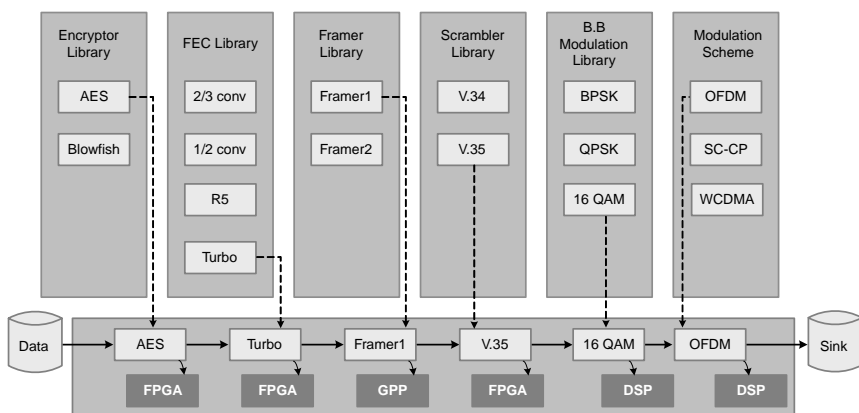 Encryptor
Library
AES
Blowfish
FEC Library
2/3 conv
1/2 conv
R5
Turbo
Framer
Library
Framer1
Framer2
Scrambler
Library
V.34
V.35
B.B
Modulation
Library
BPSK
QPSK
16 QAM
Modulation
Scheme
OFDM
SC-CP
WCDMA
Data
AES
Turbo
Framer1
V.35
16 QAM
OFDM
Sink
FPGA
FPGA
GPP
FPGA
DSP
DSP